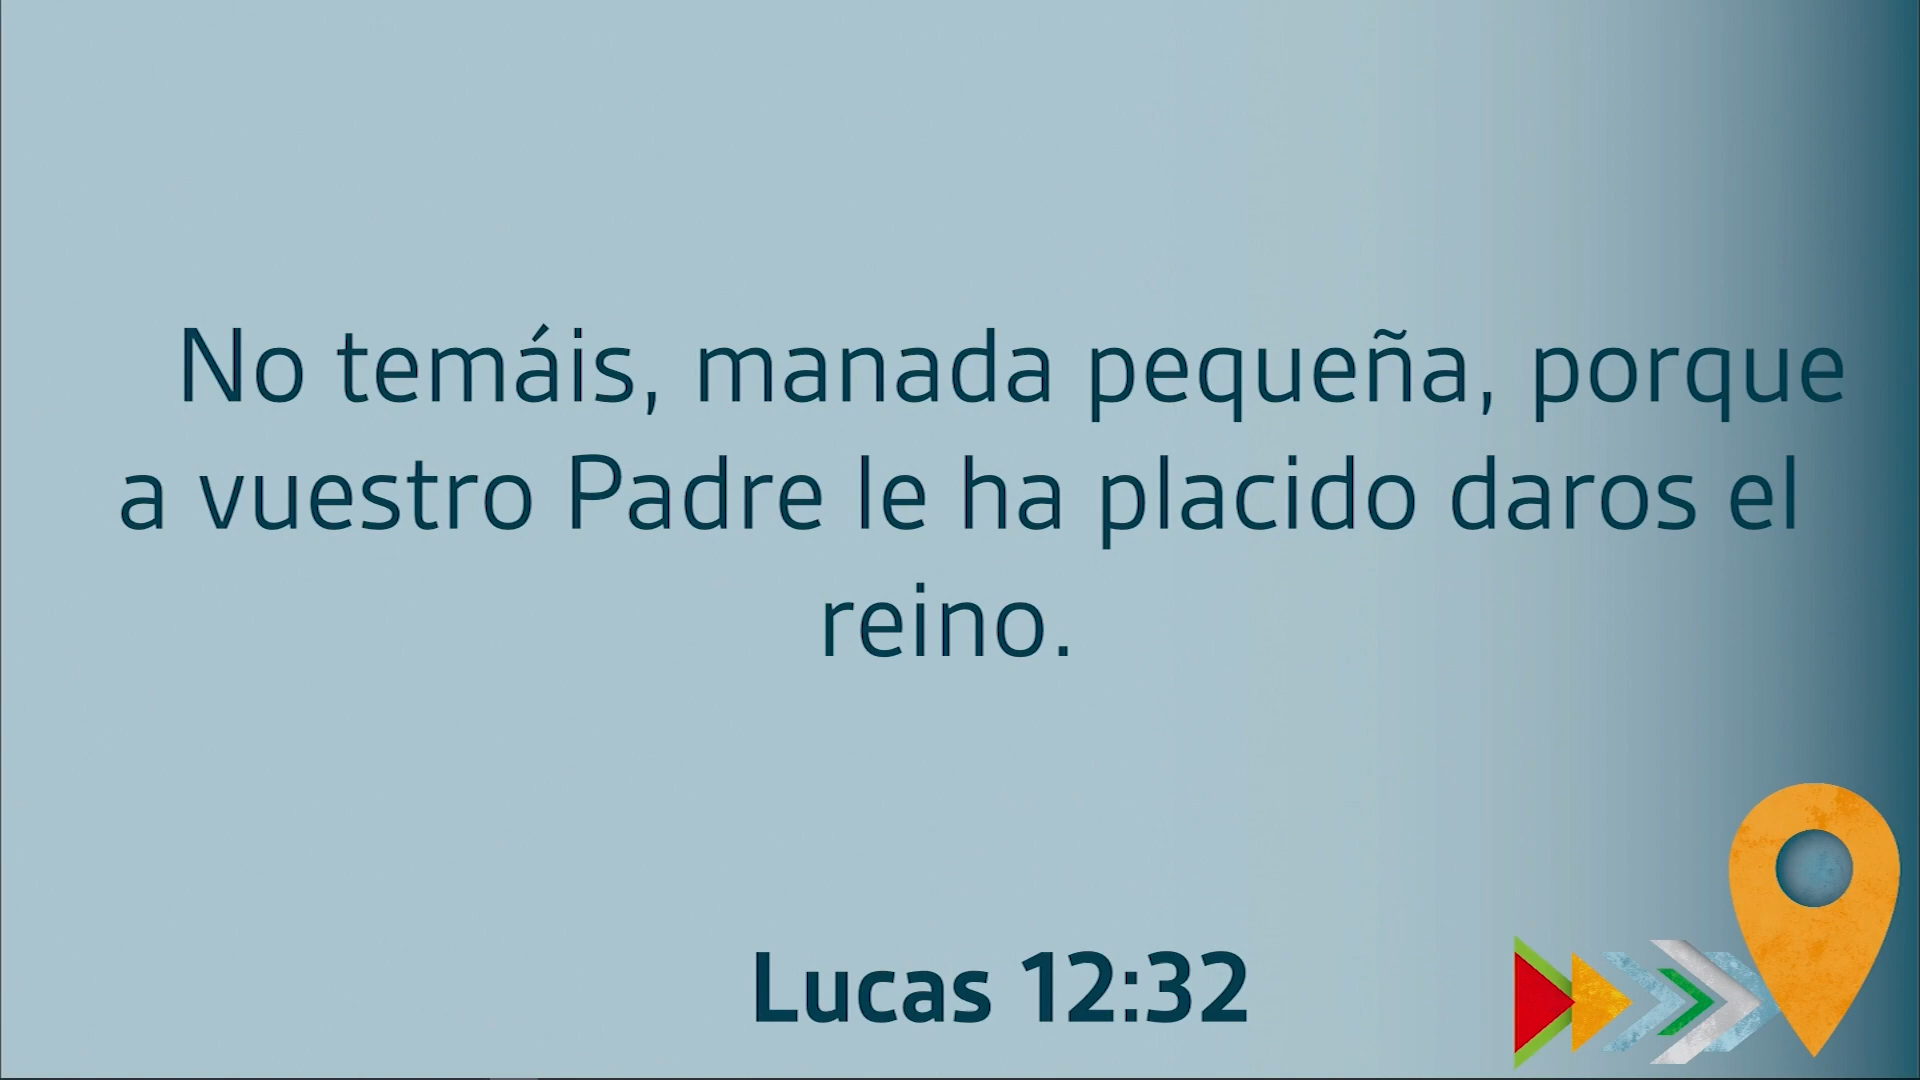 No temáis, manada pequeña, porque
a vuestro Padre le ha placido daros el
reino.
Lucas 12:32